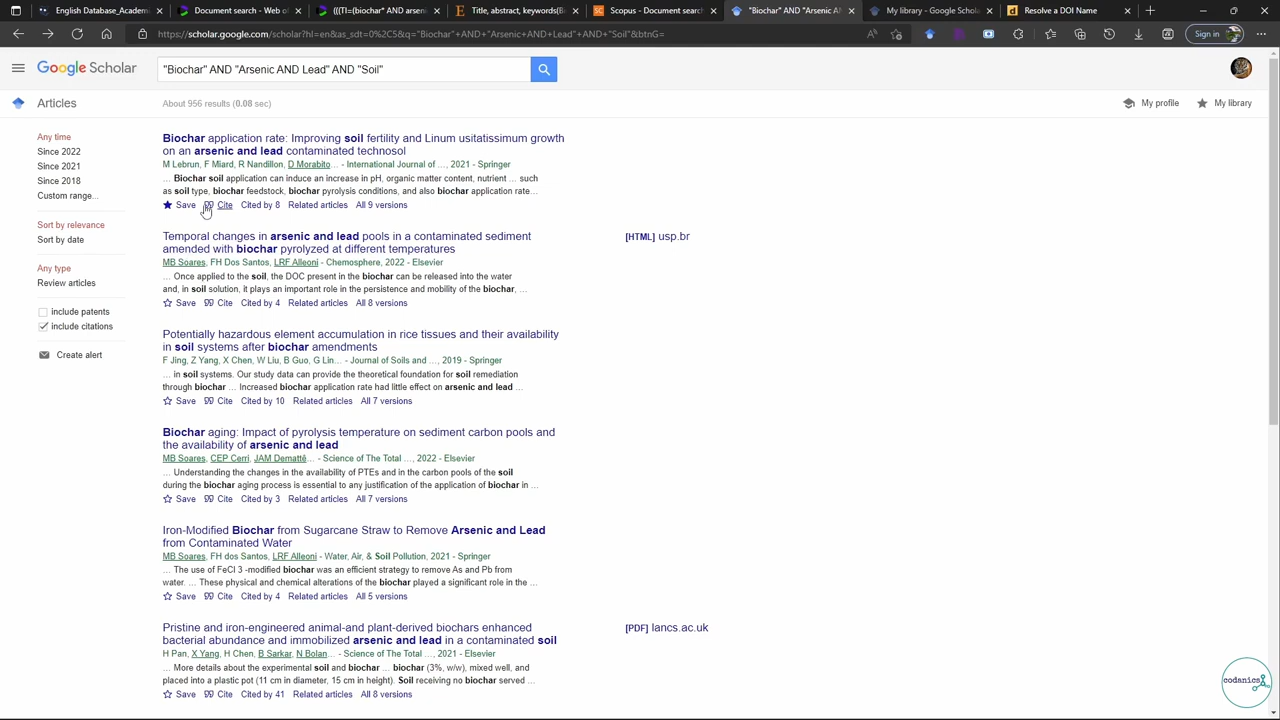 English Database_Academi
Document search - Web of
(((TI=(biochar" AND arsenic
Title, abstract, keywords(B
Scopus - Document search
"Biochar" AND "Arsenic AN
My library - Google Schola
Resolve a DOI Name
https://scholar.google.com/scholar?hl=en&as_sdt=0%2C5&q="Biochar"+AND+"Arsenic+AND+Lead"+AND+"Soil"&btnG=
Sign in
Google Scholar
"Biochar" AND "Arsenic AND Lead" AND "Soil"
Articles
About 956 results (0.08 sec)
My profile
My library
Any time
Since 2022
Since 2021
Since 2018
Custom range...
Sort by relevance
Sort by date
Any type
Review articles
include patents
include citations
Create alert
Biochar application rate: Improving soil fertility and Linum usitatissimum growth
on an arsenic and lead contaminated technosol
M Lebrun, F Miard, R Nandillon, D Morabito… - International Journal of …, 2021 - Springer
… Biochar soil application can induce an increase in pH, organic matter content, nutrient … such
as soil type, biochar feedstock, biochar pyrolysis conditions, and also biochar application rate…
Save Cite Cited by 8 Related articles All 9 versions
Temporal changes in arsenic and lead pools in a contaminated sediment
amended with biochar pyrolyzed at different temperatures
[HTML] usp.br
MB Soares, FH Dos Santos, LRF Alleoni - Chemosphere, 2022 - Elsevier
… Once applied to the soil, the DOC present in the biochar can be released into the water
and, in soil solution, it plays an important role in the persistence and mobility of the biochar, …
Save Cite Cited by 4 Related articles All 8 versions
Potentially hazardous element accumulation in rice tissues and their availability
in soil systems after biochar amendments
F Jing, Z Yang, X Chen, W Liu, B Guo, G Lin… - Journal of Soils and …, 2019 - Springer
… in soil systems. Our study data can provide the theoretical foundation for soil remediation
through biochar … Increased biochar application rate had little effect on arsenic and lead …
Save Cite Cited by 10 Related articles All 7 versions
Biochar aging: Impact of pyrolysis temperature on sediment carbon pools and
the availability of arsenic and lead
MB Soares, CEP Cerri, JAM Demattê… - Science of The Total …, 2022 - Elsevier
… Understanding the changes in the availability of PTEs and in the carbon pools of the soil
during the biochar aging process is essential to any justification of the application of biochar in …
Save Cite Cited by 3 Related articles All 7 versions
Iron-Modified Biochar from Sugarcane Straw to Remove Arsenic and Lead
from Contaminated Water
MB Soares, FH dos Santos, LRF Alleoni - Water, Air, & Soil Pollution, 2021 - Springer
… The use of FeCl 3 -modified biochar was an efficient strategy to remove As and Pb from
water. … These physical and chemical alterations of the biochar played a significant role in the …
Save Cite Cited by 4 Related articles All 5 versions
Pristine and iron-engineered animal-and plant-derived biochars enhanced
bacterial abundance and immobilized arsenic and lead in a contaminated soil
[PDF] lancs.ac.uk
H Pan, X Yang, H Chen, B Sarkar, N Bolan… - Science of The Total …, 2021 - Elsevier
… More details about the experimental soil and biochar … biochar (3%, w/w), mixed well, and
placed into a plastic pot (11 cm in diameter, 15 cm in height). Soil receiving no biochar served …
Save Cite Cited by 41 Related articles All 8 versions
codanics